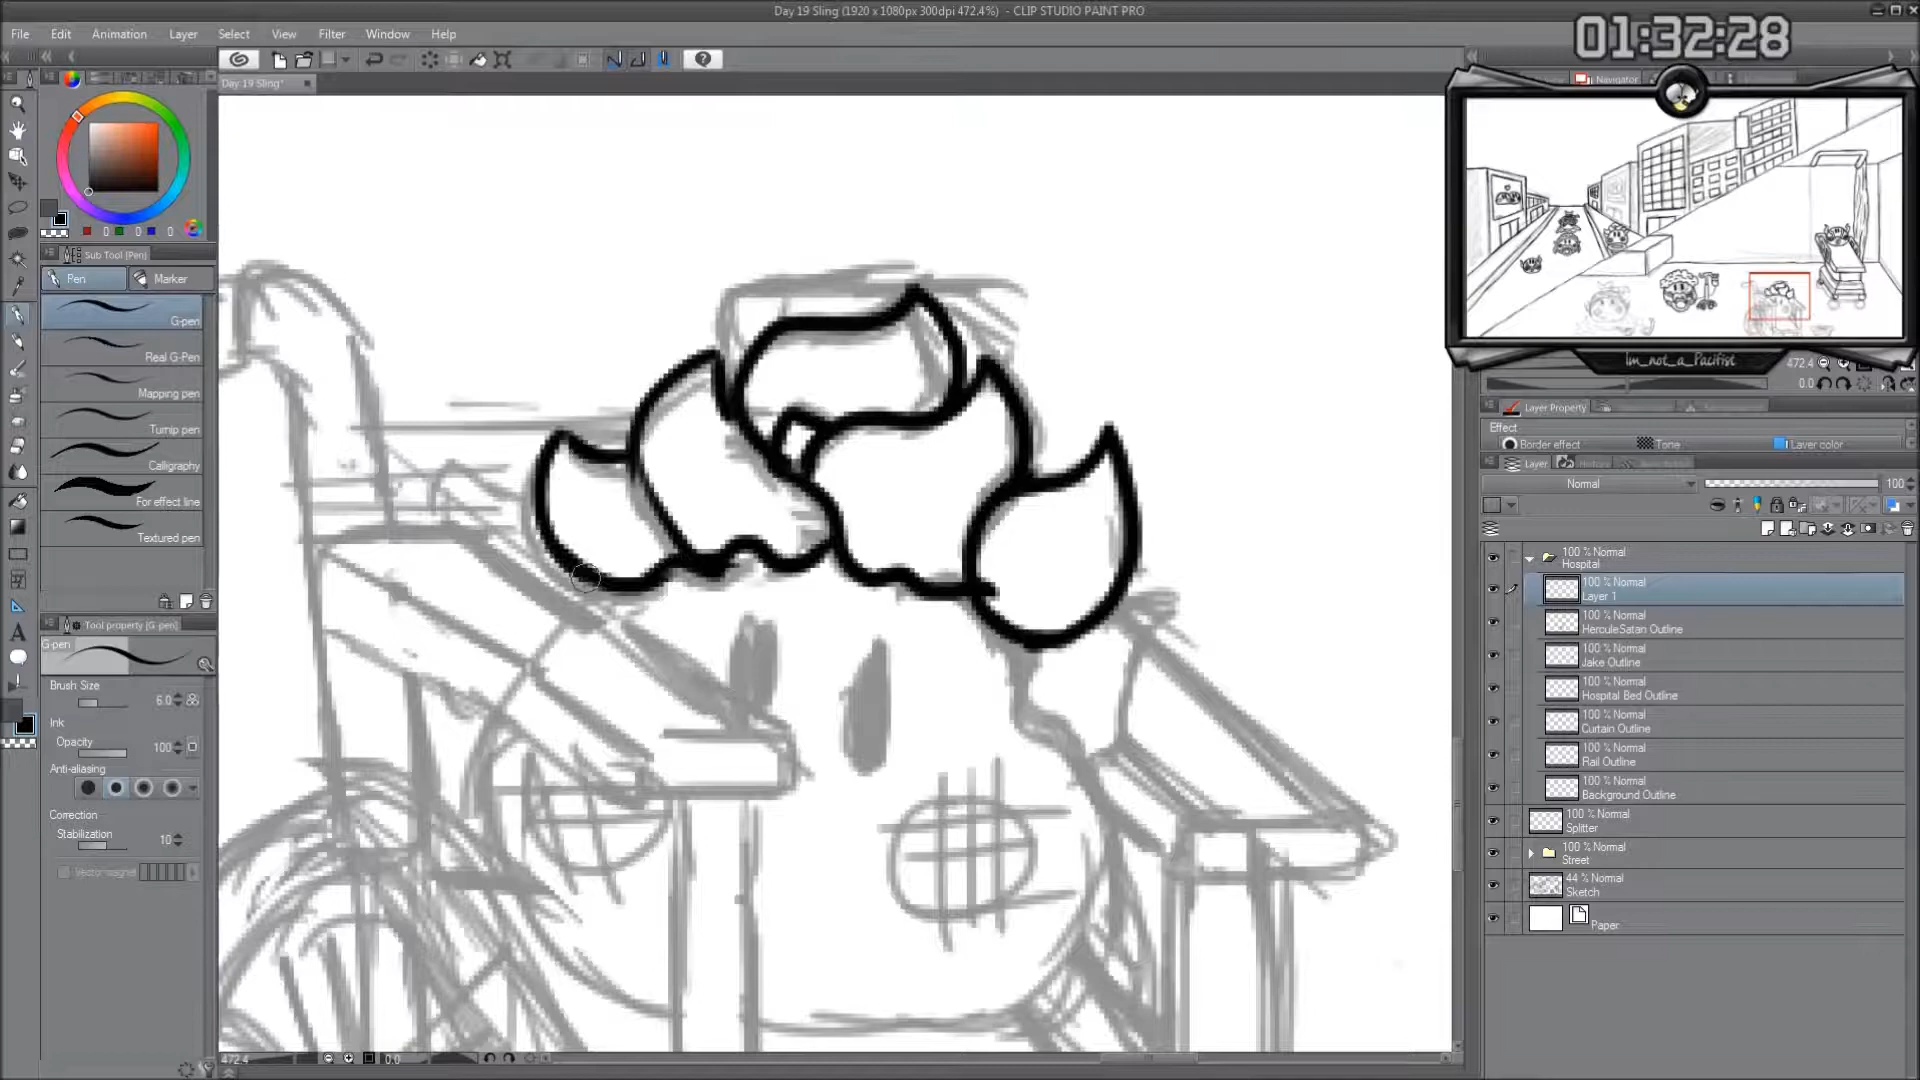 Day 19 Sling (1920 x 1080px 300dpi 472.4%) - CLIP STUDIO PAINT PRO
01:32:28
File Edit Animation Layer Select View Filter Window Help
Day 19 Sling*
Navigator
0 0 0
Sub Tool (Pen)
Pen Marker
G-pen
Real G-Pen
Mapping pen
Turnip pen
Calligraphy
For effect line
Textured pen
Tool property (G-pen)
G-pen
Brush Size
6.0
Ink
Opacity 100
Anti-aliasing
Correction
Stabilization 10
Vector magnet
472.4 0.0
Im_not_a_Pacifist
472.4
0.0
Layer Property
Effect
Border effect Tone Layer color
Layer
Normal 100
100 % Normal
Hospital
100 % Normal
Layer 1
100 % Normal
HerculeSatan Outline
100 % Normal
Jake Outline
100 % Normal
Hospital Bed Outline
100 % Normal
Curtain Outline
100 % Normal
Rail Outline
100 % Normal
Background Outline
100 % Normal
Splitter
100 % Normal
Street
44 % Normal
Sketch
Paper